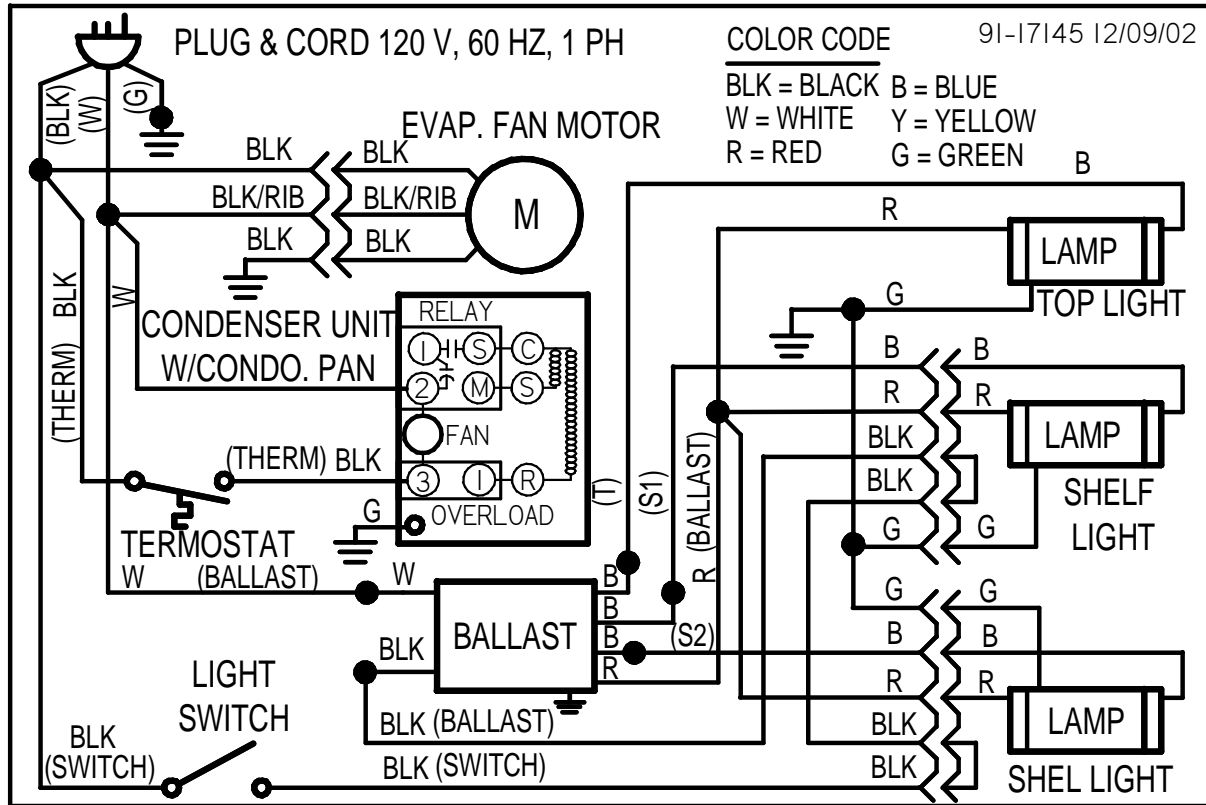 PLUG & CORD 120 V, 60 HZ, 1 PH
COLOR CODE
91-17145 12/09/02
BLK = BLACK B = BLUE
W = WHITE Y = YELLOW
R = RED G = GREEN
(BLK)
(W)
(G)
EVAP. FAN MOTOR
BLK BLK
BLK/RIB BLK/RIB
BLK BLK
M
B
R
LAMP
TOP LIGHT
G
BLK
(THERM)
W
CONDENSER UNIT
W/CONDO. PAN
RELAY
1 S C
2 M S
FAN
3 I R
OVERLOAD
(THERM) BLK
G
TERMOSTAT
W (BALLAST) W
(T)
(S1)
R (BALLAST)
B B
R R
BLK
BLK
G G
LAMP
SHELF
LIGHT
BALLAST
B
B
B
R
(S2)
BLK
BLK (BALLAST)
LIGHT
SWITCH
BLK
(SWITCH)
BLK (SWITCH)
G G
B B
R R
BLK
BLK
LAMP
SHEL LIGHT